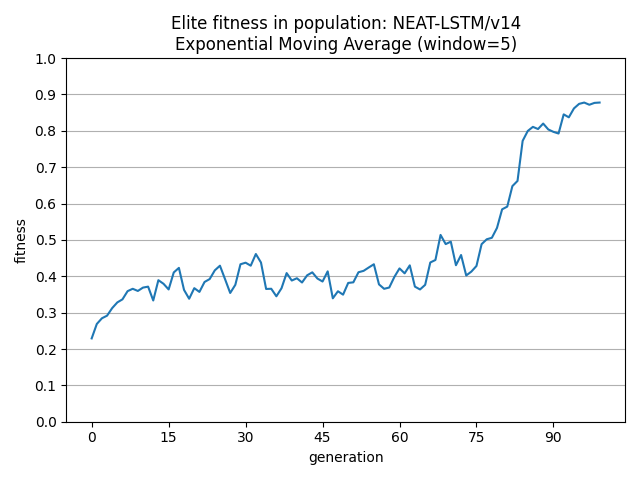 Elite fitness in population: NEAT-LSTM/v14
Exponential Moving Average (window=5)
1.0
0.9
0.8
0.7
0.6
0.5
0.4
0.3
0.2
0.1
0.0
fitness
0 15 30 45 60 75 90
generation